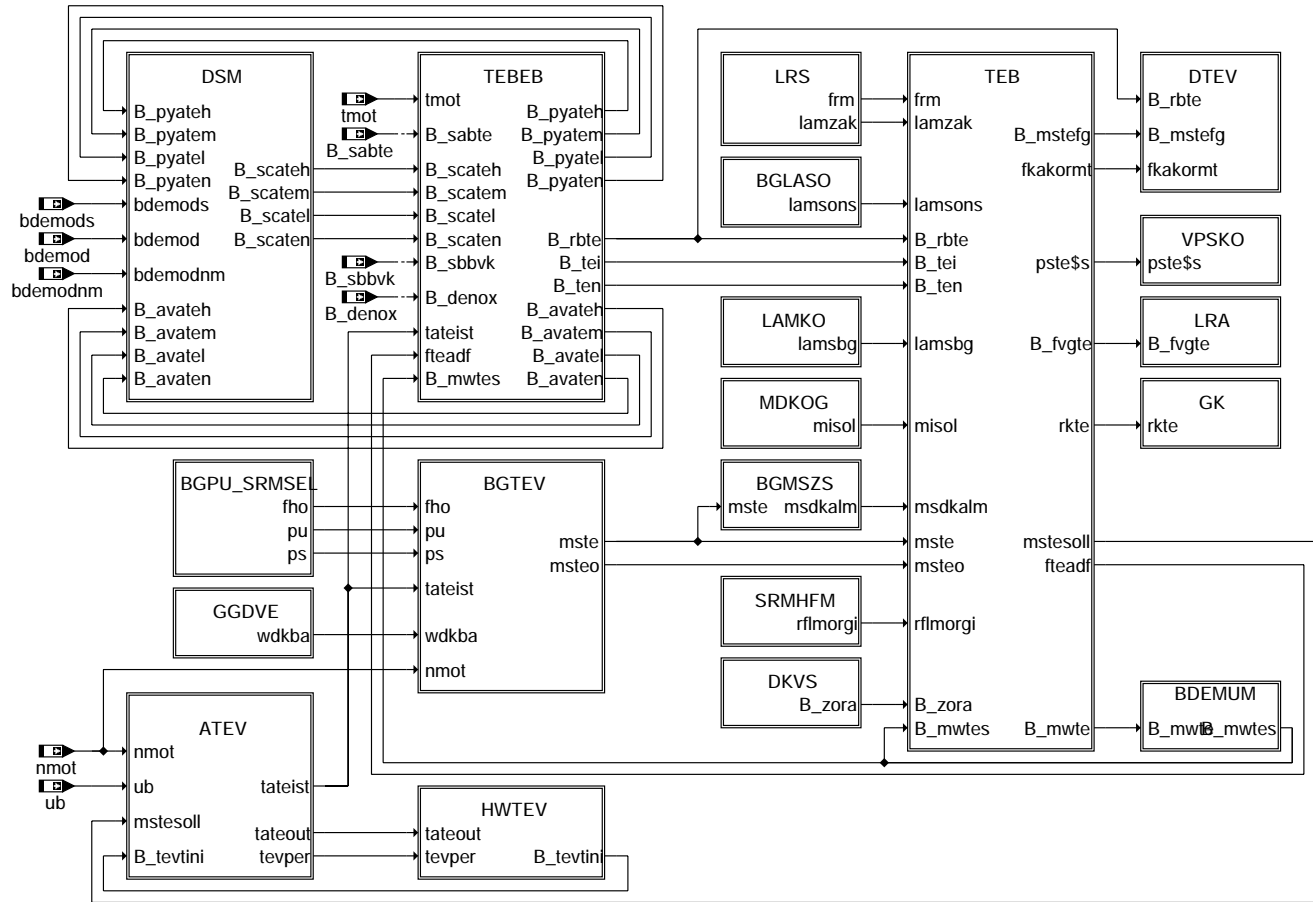 DSM
B_pyateh
B_pyatem
B_pyatel
B_pyaten
bdemods
bdemod
bdemodnm
B_avateh
B_avatem
B_avatel
B_avaten
B_scateh
B_scatem
B_scatel
B_scaten
bdemods
bdemod
bdemodnm
tmot
B_sabte
B_sbbvk
B_denox
TEBEB
tmot
B_sabte
B_scateh
B_scatem
B_scatel
B_scaten
B_sbbvk
B_denox
tateist
fteadf
B_mwtes
B_pyateh
B_pyatem
B_pyatel
B_pyaten
B_rbte
B_tei
B_ten
B_avateh
B_avatem
B_avatel
B_avaten
LRS
frm
lamzak
BGLASO
lamsons
LAMKO
lamsbg
MDKOG
misol
BGMSZS
mste msdkalm
SRMHFM
rflmorgi
DKVS
B_zora
TEB
frm
lamzak
lamsons
B_rbte
B_tei
B_ten
lamsbg
misol
msdkalm
mste
msteo
rflmorgi
B_zora
B_mwtes
B_mstefg
fkakormt
pste$s
B_fvgte
rkte
mstesoll
fteadf
B_mwte
DTEV
B_rbte
B_mstefg
fkakormt
VPSKO
pste$s
LRA
B_fvgte
GK
rkte
BDEMUM
B_mwte B_mwtes
BGPU_SRMSEL
fho
pu
ps
GGDVE
wdkba
BGTEV
fho
pu
ps
tateist
wdkba
nmot
mste
msteo
nmot
ub
ATEV
nmot
ub
mstesoll
B_tevtini
tateist
tateout
tevper
HWTEV
tateout
tevper B_tevtini